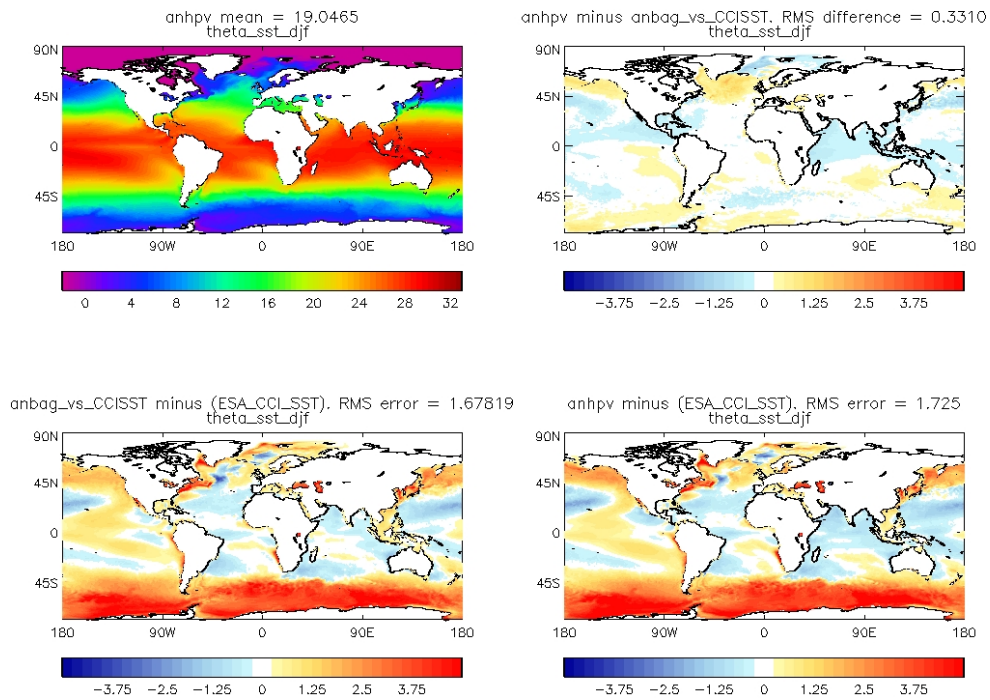 anhpv mean = 19.0465
theta_sst_djf
90N
45N
0
45S
180 90W 0 90E 180
0 4 8 12 16 20 24 28 32
anhpv minus anbag_vs_CCISST. RMS difference = 0.3310
theta_sst_djf
90N
45N
0
45S
180 90W 0 90E 180
-3.75 -2.5 -1.25 0 1.25 2.5 3.75
anbag_vs_CCISST minus (ESA_CCI_SST). RMS error = 1.67819
theta_sst_djf
90N
45N
0
45S
180 90W 0 90E 180
-3.75 -2.5 -1.25 0 1.25 2.5 3.75
anhpv minus (ESA_CCI_SST). RMS error = 1.725
theta_sst_djf
90N
45N
0
45S
180 90W 0 90E 180
-3.75 -2.5 -1.25 0 1.25 2.5 3.75